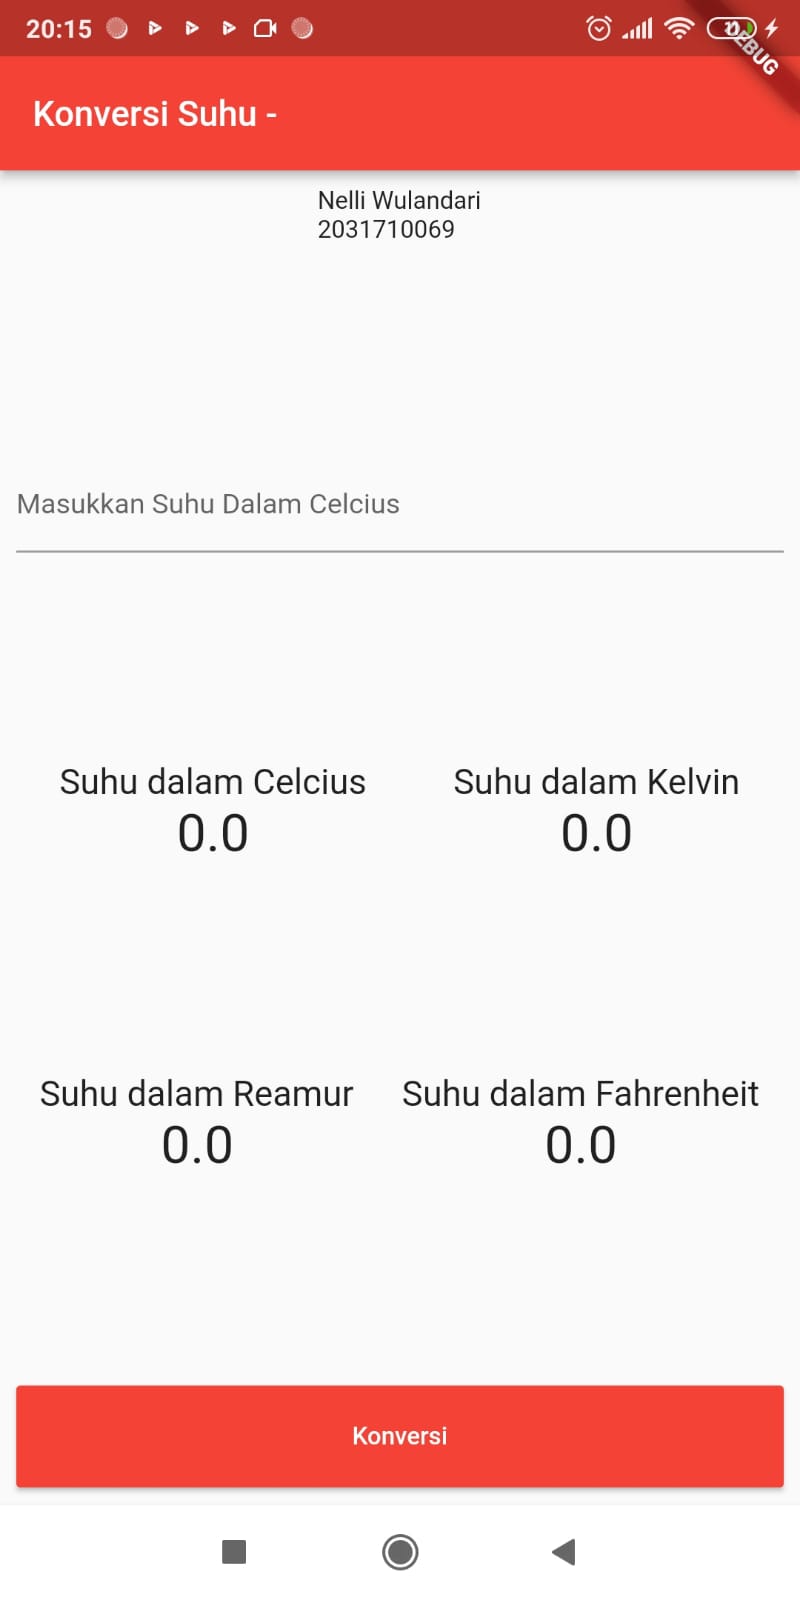 20:15
DEBUG
Konversi Suhu -
Nelli Wulandari
2031710069
Masukkan Suhu Dalam Celcius
Suhu dalam Celcius Suhu dalam Kelvin
0.0 0.0
Suhu dalam Reamur Suhu dalam Fahrenheit
0.0 0.0
Konversi